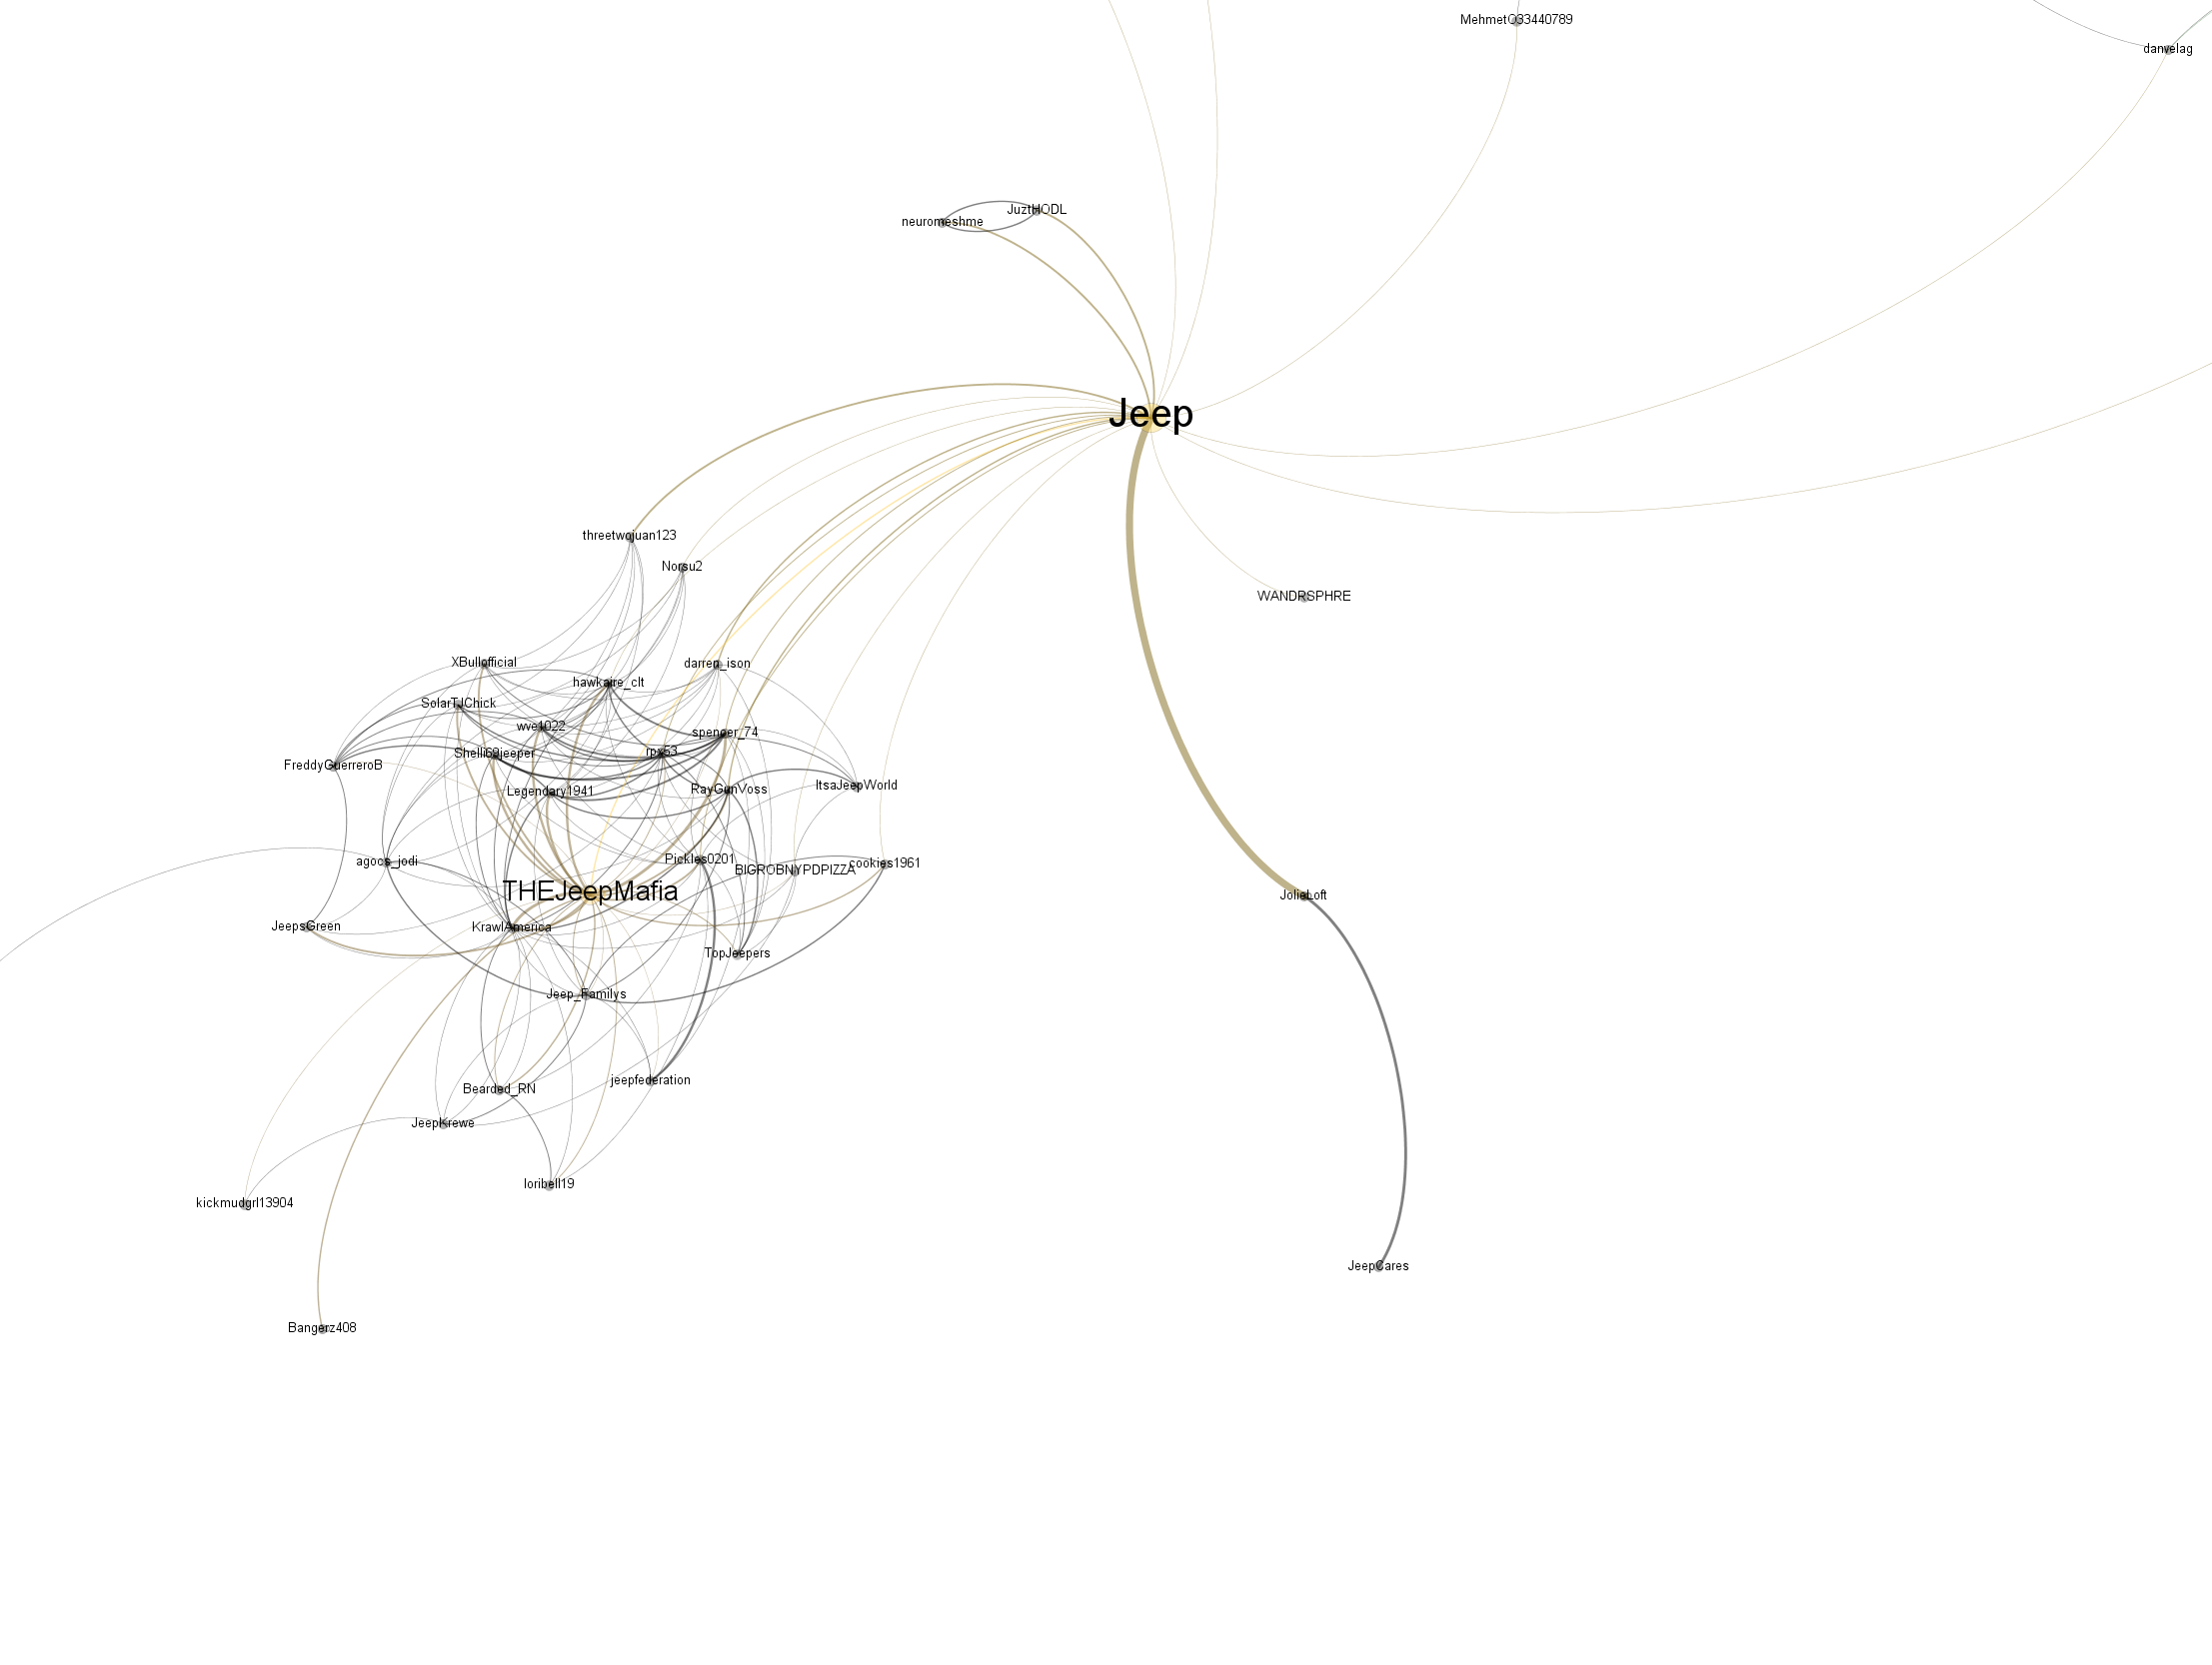 MehmetO33440789
danvelag
JuztHODL
neuromeshme
Jeep
threetwojuan123
Norsu2
WANDRSPHRE
XBullofficial
darren_ison
hawkaire_clt
SolarTJChick
wve1022
spencer_74
Shelli69jeeper
rpx53
FreddyGuerreroB
ItsaJeepWorld
Legendary1941
RayGunVoss
agocs_jodi
Pickles0201
cookies1961
BIGROBNYPDPIZZA
THEJeepMafia
JolieLoft
JeepsGreen
KrawlAmerica
TopJeepers
Jeep_Familys
jeepfederation
Bearded_RN
JeepKrewe
loribell19
kickmudgrl13904
JeepCares
Bangerz408